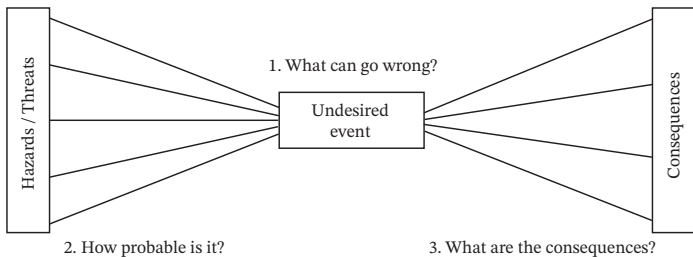 1. What can go wrong?
Hazards / Threats
Undesired
event
Consequences
2. How probable is it?
3. What are the consequences?